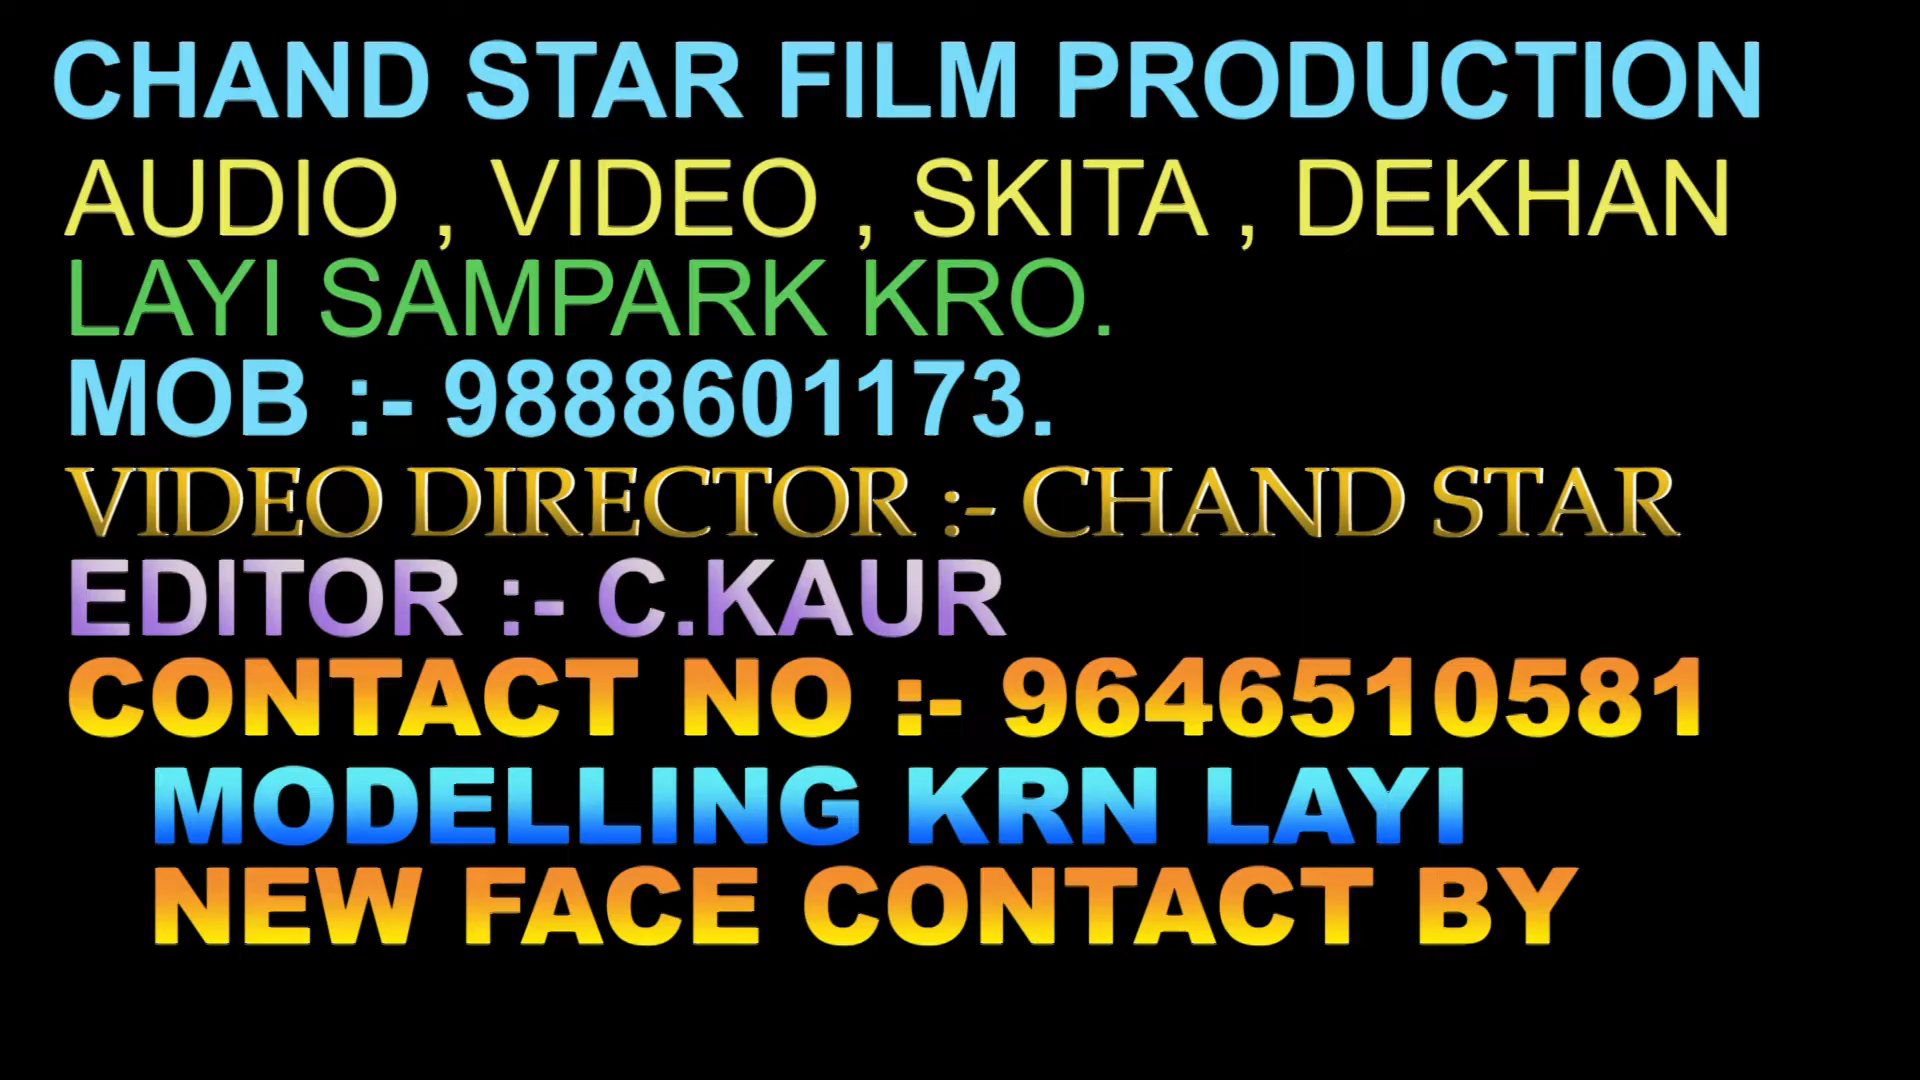 CHAND STAR FILM PRODUCTION
AUDIO , VIDEO , SKITA , DEKHAN
LAYI SAMPARK KRO.
MOB :- 9888601173.
VIDEO DIRECTOR :- CHAND STAR
EDITOR :- C.KAUR
CONTACT NO :- 9646510581
MODELLING KRN LAYI
NEW FACE CONTACT BY